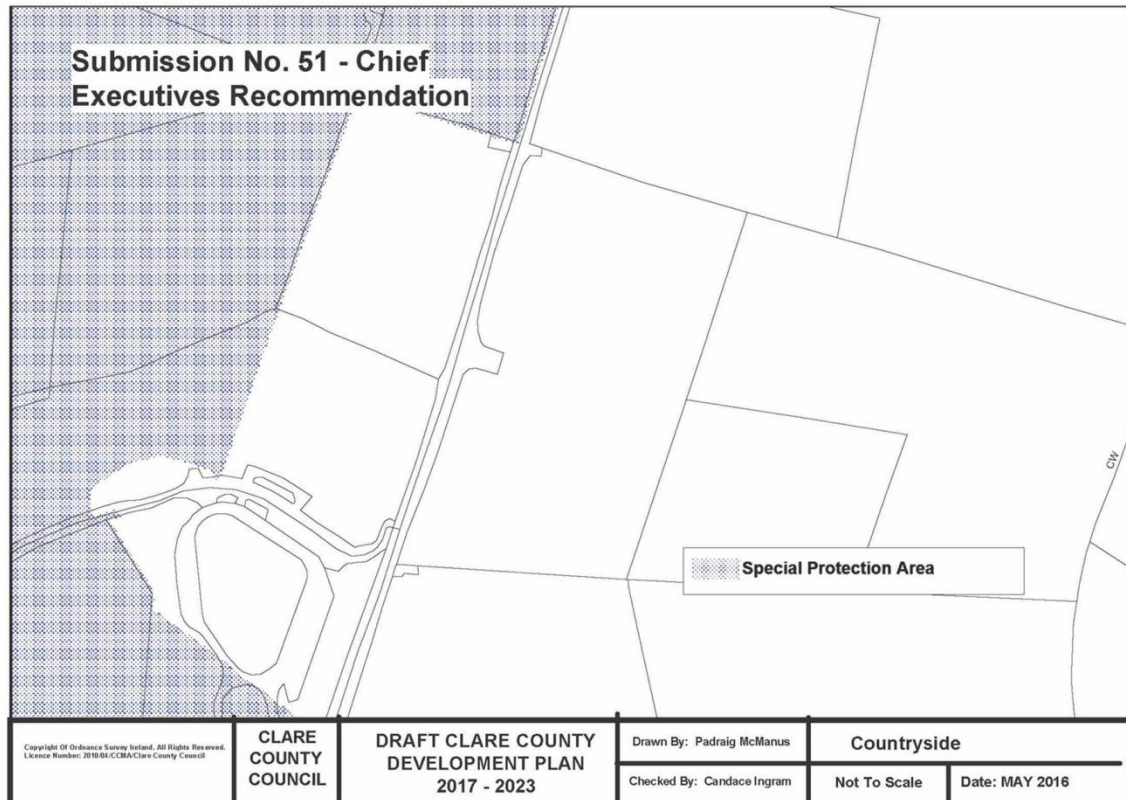 Submission No. 51 - Chief
Executives Recommendation
CW
Special Protection Area
Copyright Of Ordnance Survey Ireland. All Rights Reserved.
Licence Number: 2010/04/CCMA/Clare County Council
CLARE
COUNTY
COUNCIL
DRAFT CLARE COUNTY
DEVELOPMENT PLAN
2017 - 2023
Drawn By: Padraig McManus
Checked By: Candace Ingram
Countryside
Not To Scale
Date: MAY 2016